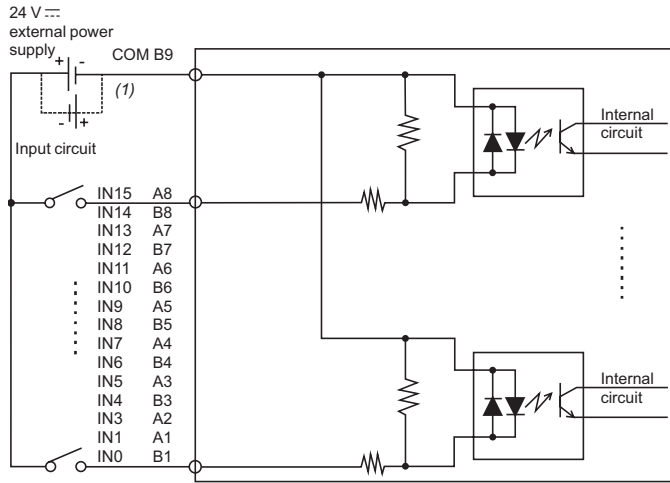 24 V ⎓
external power
supply
+ -
COM B9
(1)
- +
Input circuit
IN15 A8
IN14 B8
IN13 A7
IN12 B7
IN11 A6
IN10 B6
IN9 A5
IN8 B5
IN7 A4
IN6 B4
IN5 A3
IN4 B3
IN3 A2
IN1 A1
IN0 B1
Internal
circuit
Internal
circuit